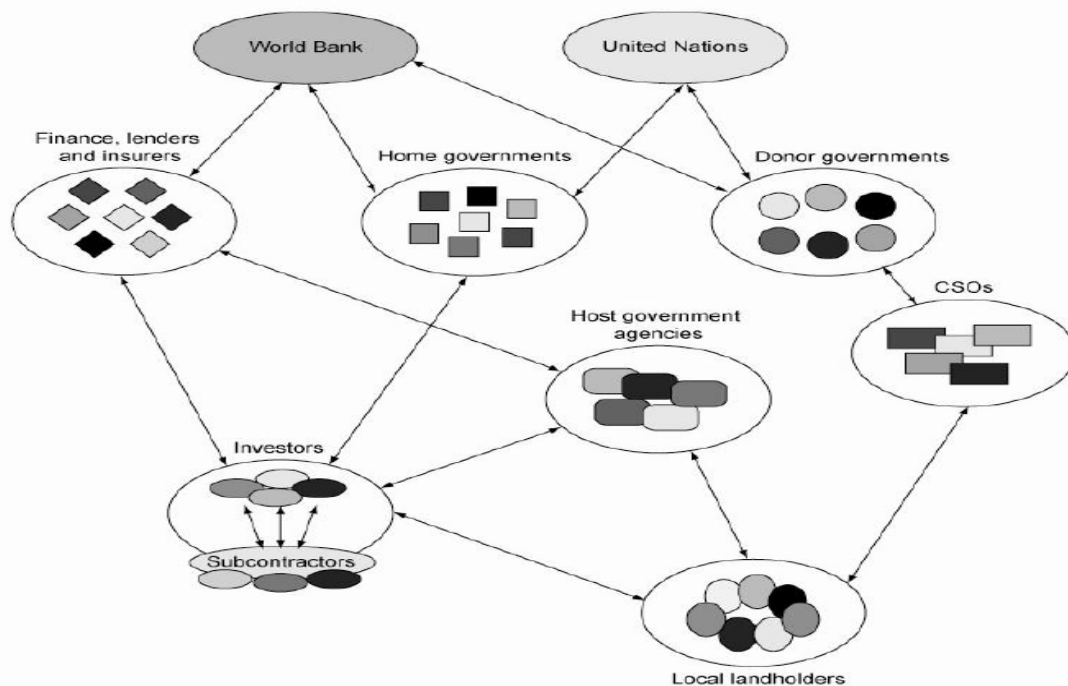 World Bank
United Nations
Finance, lenders
and insurers
Home governments
Donor governments
CSOs
Host government
agencies
Investors
Subcontractors
Local landholders